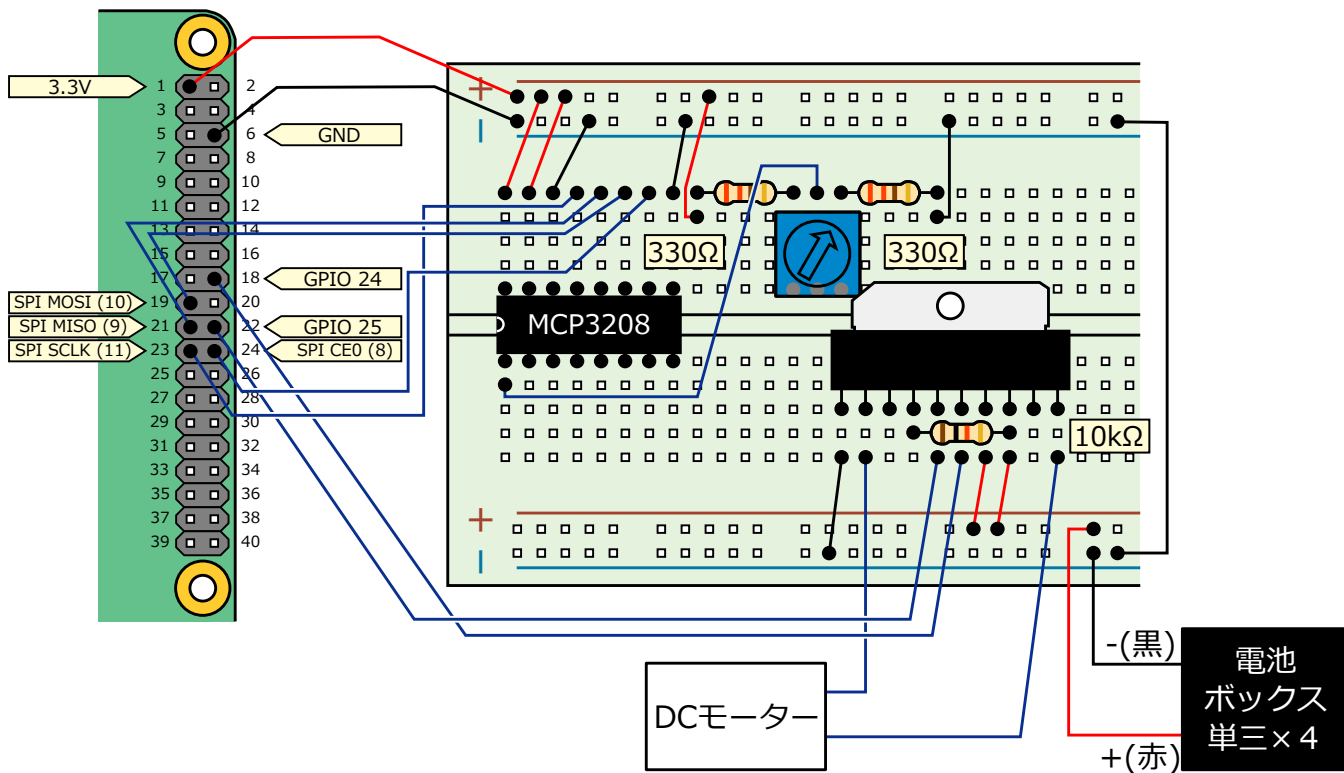 3.3V
1 2
3 4
5 6
GND
7 8
9 10
11 12
13 14
15 16
17 18
GPIO 24
SPI MOSI (10)
19 20
SPI MISO (9)
21 22
GPIO 25
SPI SCLK (11)
23 24
SPI CE0 (8)
25 26
27 28
29 30
31 32
33 34
35 36
37 38
39 40
+
-
330Ω
330Ω
MCP3208
10kΩ
+
-
DCモーター
-(黒)
+(赤)
電池
ボックス
単三×4